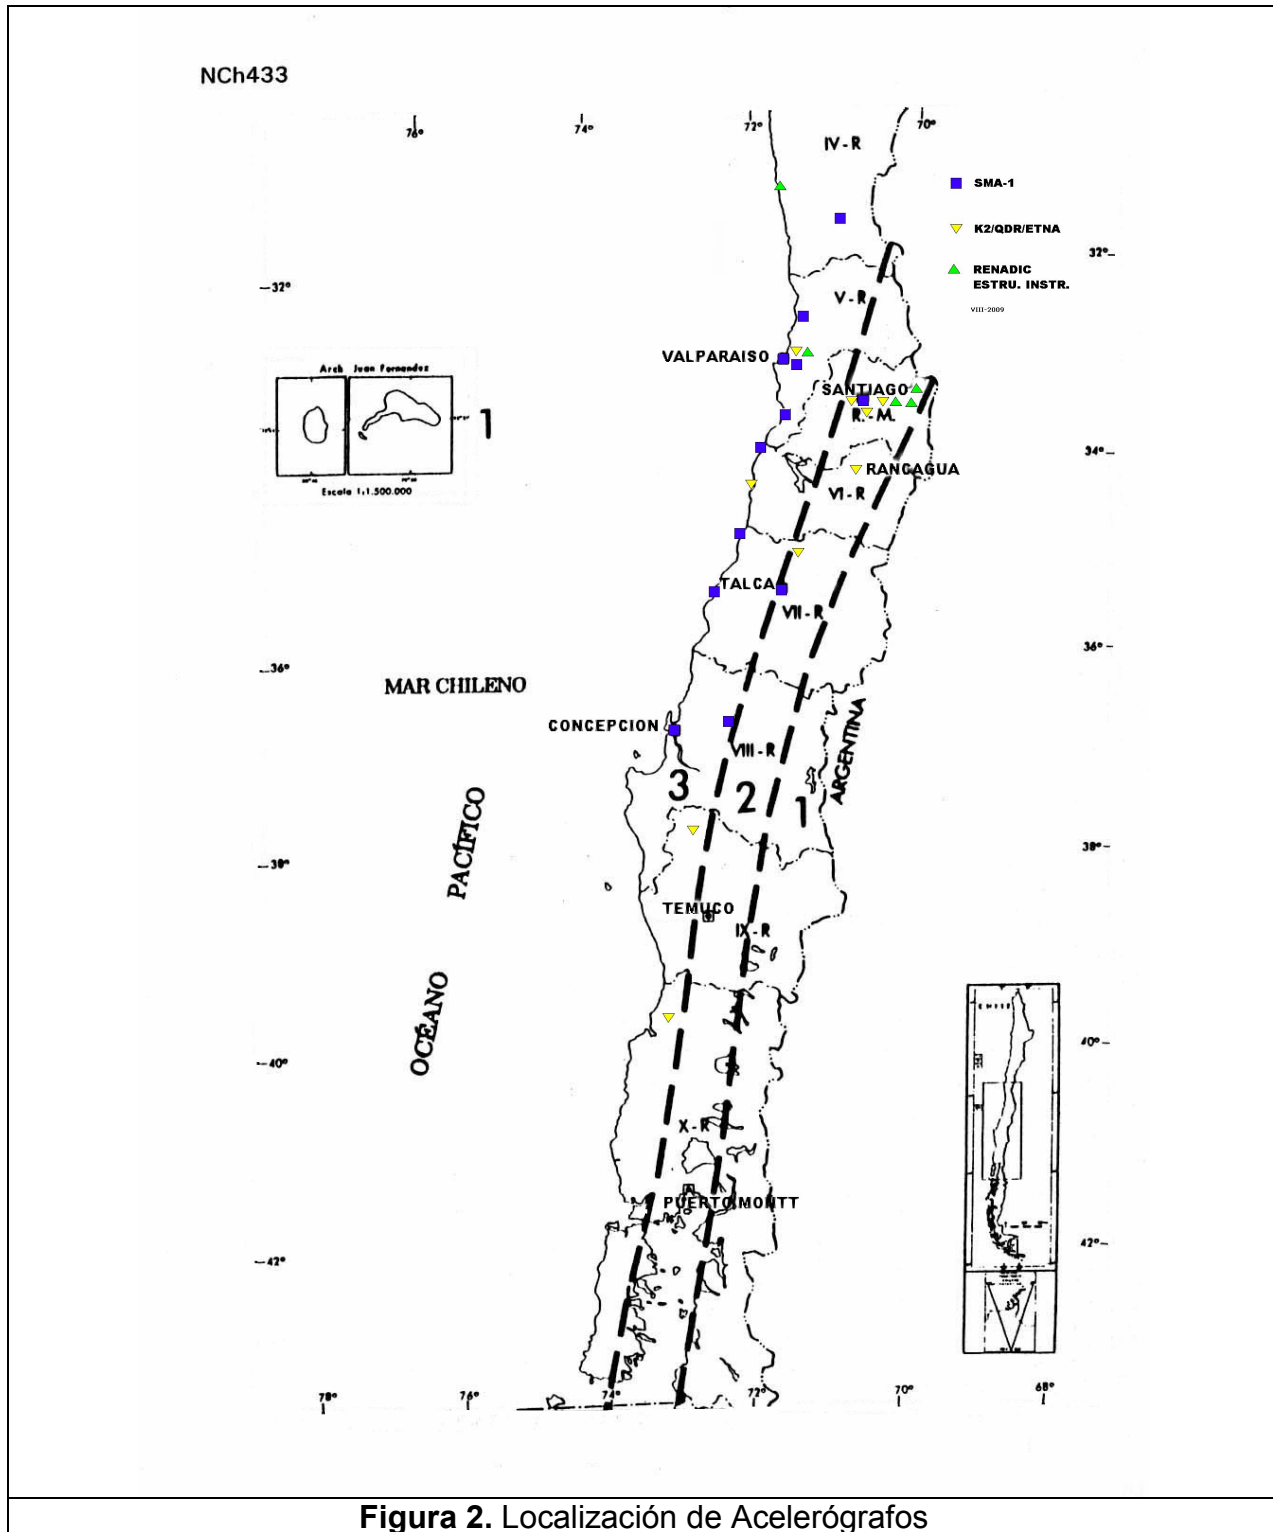 NCh433
76°
74°
72°
70°
IV - R
SMA-1
K2/QDR/ETNA
RENADIC
ESTRU. INSTR.
VIII-2009
32°
32°
V - R
VALPARAISO
Arch Juan Fernandez
SANTIAGO
R. - M.
1
Escala 1:1.500.000
34°
RANCAGUA
VI - R
TALCA
VII - R
36°
36°
MAR CHILENO
CONCEPCION
VIII - R
ARGENTINA
3
2
1
PACÍFICO
38°
TEMUCO
IX - R
OCÉANO
CHILE
40°
40°
X - R
PUERTO MONTT
42°
42°
78°
76°
74°
72°
70°
68°
Figura 2. Localización de Acelerógrafos